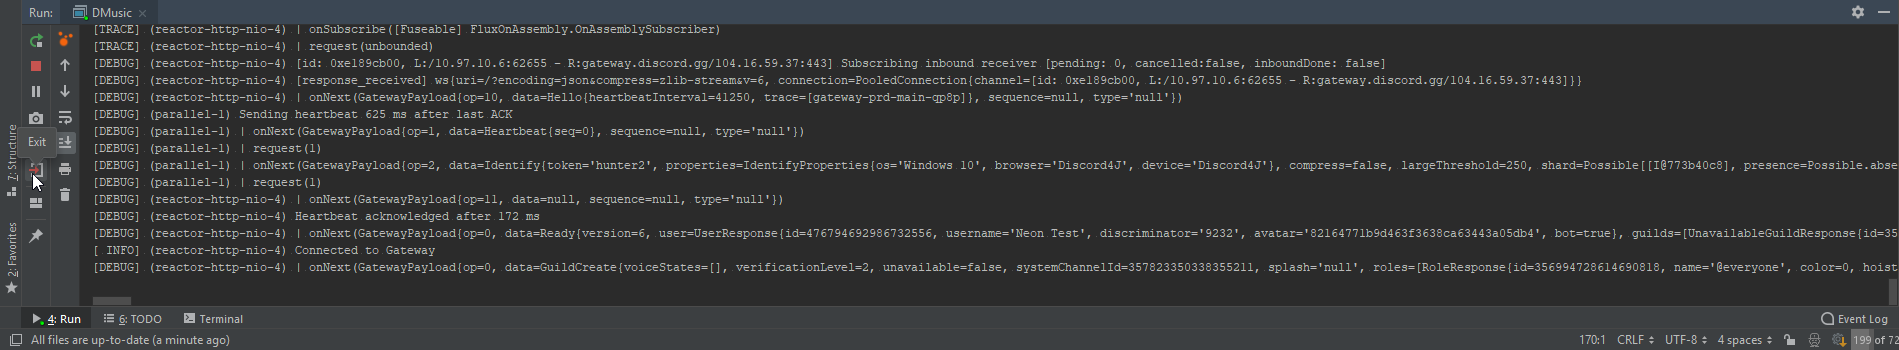 Run: DMusic
[TRACE] (reactor-http-nio-4) | onSubscribe([Fuseable] FluxOnAssembly.OnAssemblySubscriber)
[TRACE] (reactor-http-nio-4) | request(unbounded)
[DEBUG] (reactor-http-nio-4) [id: 0xe189cb00, L:/10.97.10.6:62655 - R:gateway.discord.gg/104.16.59.37:443] Subscribing inbound receiver [pending: 0, cancelled:false, inboundDone: false]
[DEBUG] (reactor-http-nio-4) [response_received] ws{uri=/?encoding=json&compress=zlib-stream&v=6, connection=PooledConnection{channel=[id: 0xe189cb00, L:/10.97.10.6:62655 - R:gateway.discord.gg/104.16.59.37:443]}}
[DEBUG] (reactor-http-nio-4) | onNext(GatewayPayload{op=10, data=Hello{heartbeatInterval=41250, trace=[gateway-prd-main-qp8p]}, sequence=null, type='null'})
[DEBUG] (parallel-1) Sending heartbeat 625 ms after last ACK
[DEBUG] (parallel-1) | onNext(GatewayPayload{op=1, data=Heartbeat{seq=0}, sequence=null, type='null'})
[DEBUG] (parallel-1) | request(1)
[DEBUG] (parallel-1) | onNext(GatewayPayload{op=2, data=Identify{token='hunter2', properties=IdentifyProperties{os='Windows 10', browser='Discord4J', device='Discord4J'}, compress=false, largeThreshold=250, shard=Possible[[I@773b40c8], presence=Possible.abse
[DEBUG] (parallel-1) | request(1)
[DEBUG] (reactor-http-nio-4) | onNext(GatewayPayload{op=11, data=null, sequence=null, type='null'})
[DEBUG] (reactor-http-nio-4) Heartbeat acknowledged after 172 ms
[DEBUG] (reactor-http-nio-4) | onNext(GatewayPayload{op=0, data=Ready{version=6, user=UserResponse{id=476794692986732556, username='Neon Test', discriminator='9232', avatar='82164771b9d463f3638ca63443a05db4', bot=true}, guilds=[UnavailableGuildResponse{id=35
[ INFO] (reactor-http-nio-4) Connected to Gateway
[DEBUG] (reactor-http-nio-4) | onNext(GatewayPayload{op=0, data=GuildCreate{voiceStates=[], verificationLevel=2, unavailable=false, systemChannelId=357823350338355211, splash='null', roles=[RoleResponse{id=356994728614690818, name='@everyone', color=0, hoist
Exit
7: Structure
2: Favorites
4: Run 6: TODO Terminal Event Log
All files are up-to-date (a minute ago) 170:1 CRLF UTF-8 4 spaces 199 of 72